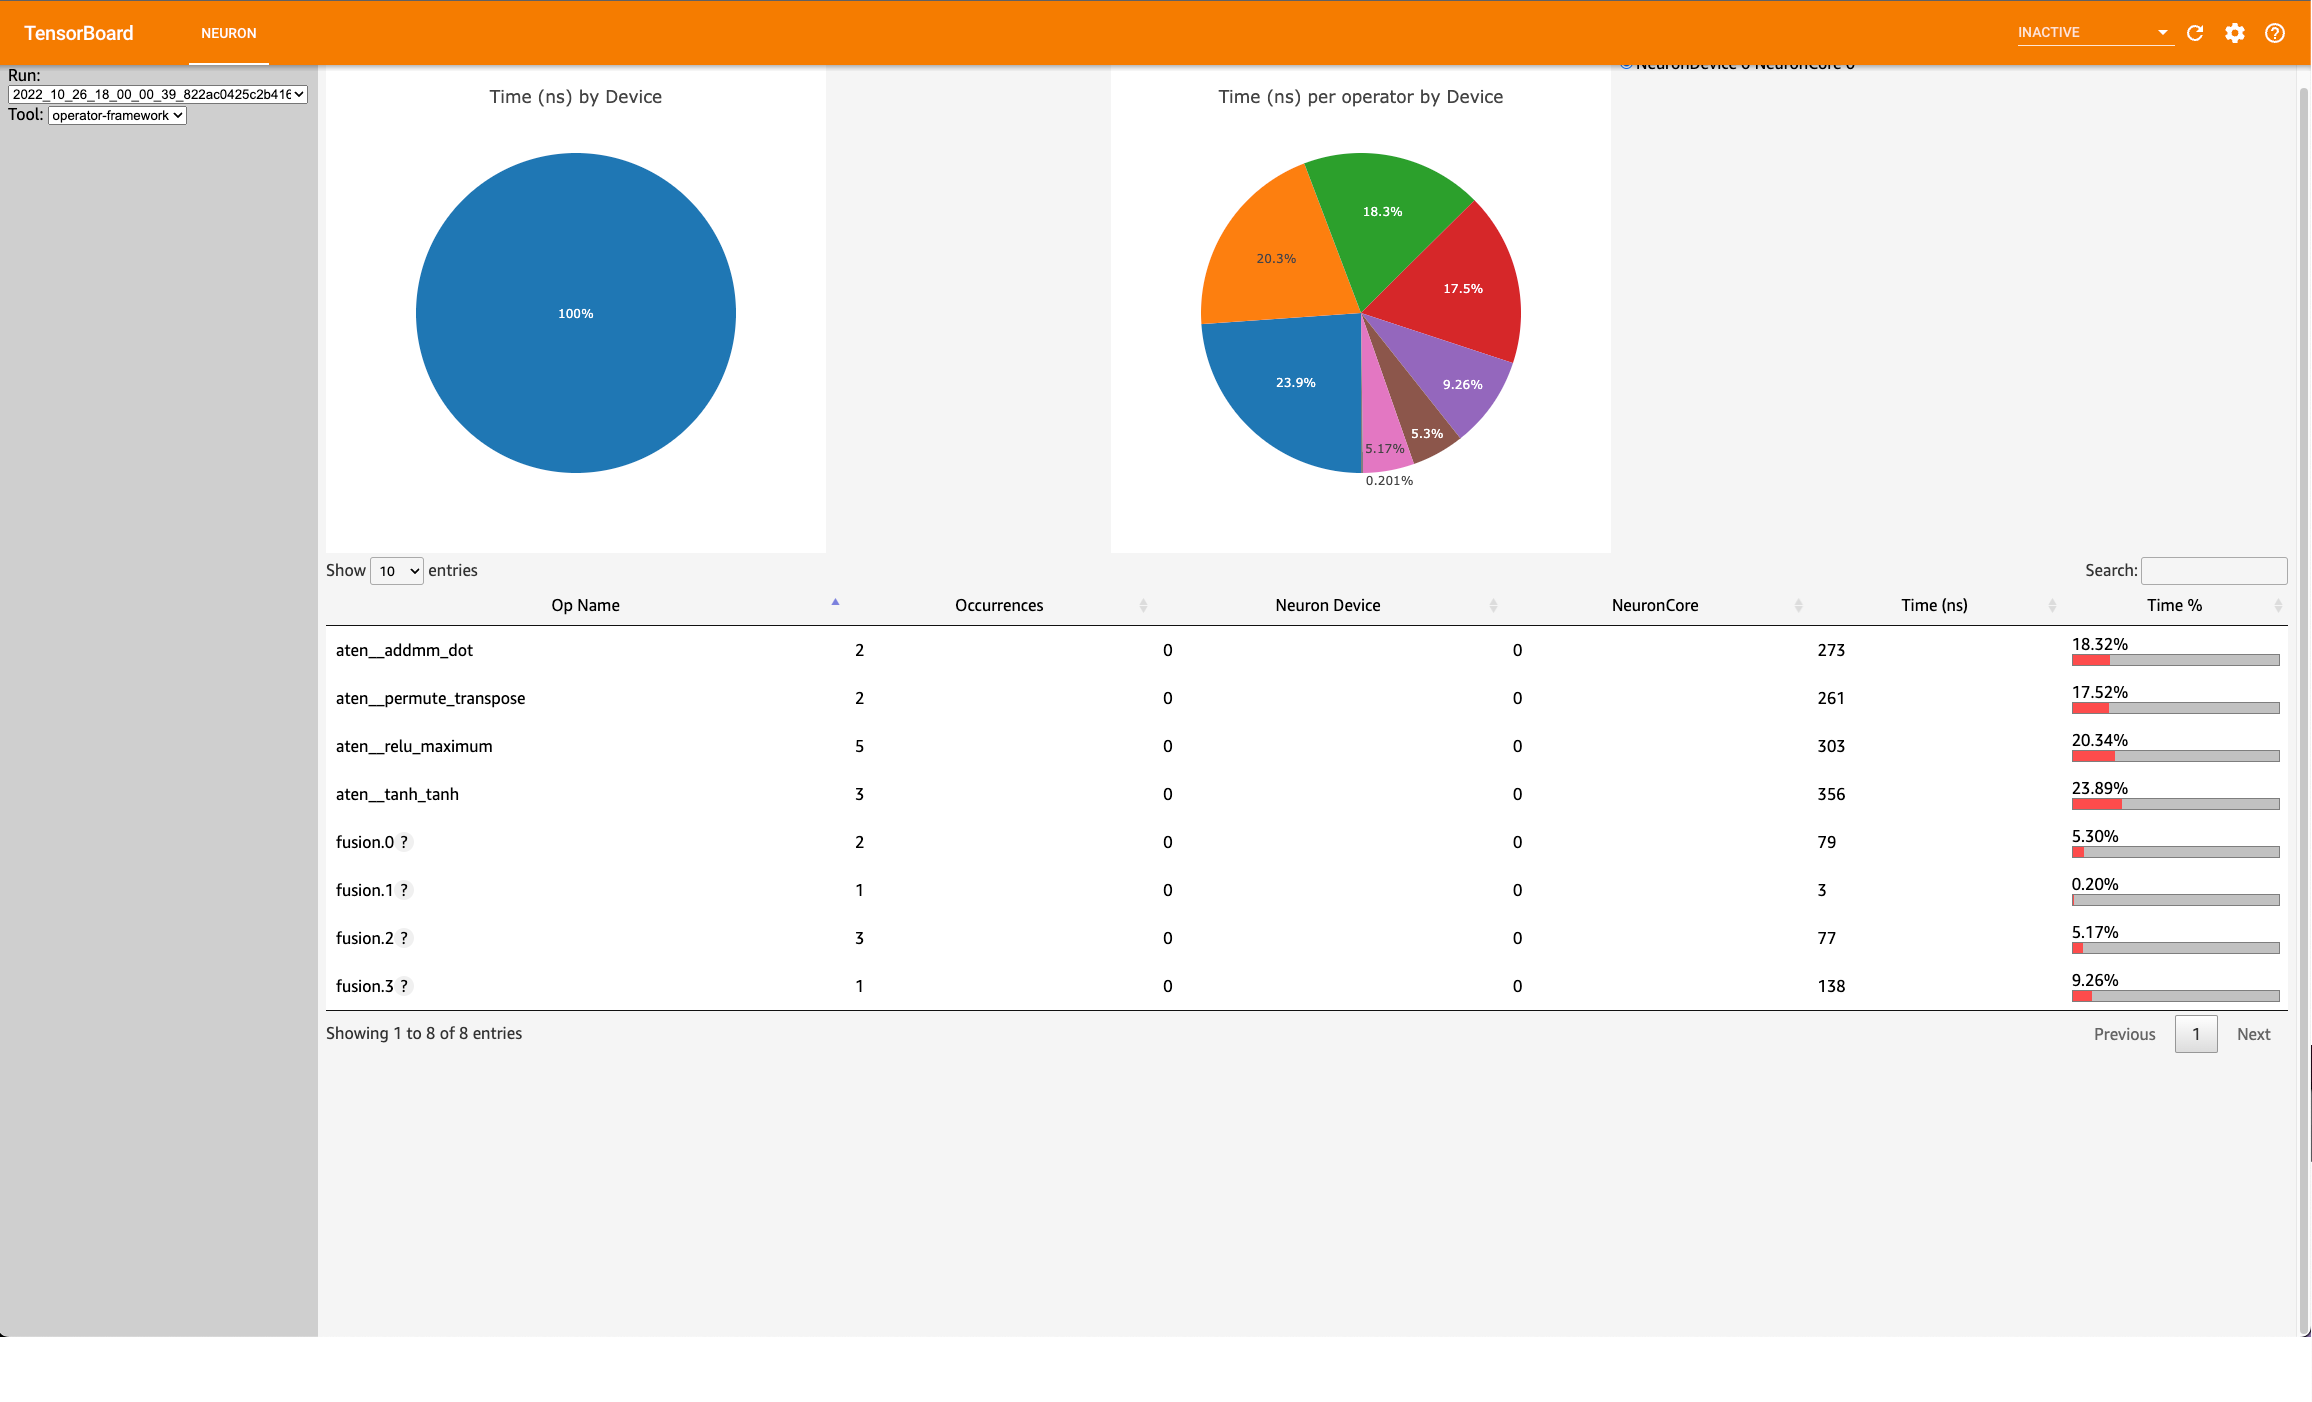 TensorBoard NEURON INACTIVE
Run:
2022_10_26_18_00_00_39_822ac0425c2b416
Tool: operator-framework
NeuronDevice 0 NeuronCore 0
Time (ns) by Device
100%
Time (ns) per operator by Device
18.3%
20.3%
17.5%
23.9%
9.26%
5.3%
5.17%
0.201%
Show 10 entries
Search:
Op Name Occurrences Neuron Device NeuronCore Time (ns) Time %
aten__addmm_dot 2 0 0 273 18.32%
aten__permute_transpose 2 0 0 261 17.52%
aten__relu_maximum 5 0 0 303 20.34%
aten__tanh_tanh 3 0 0 356 23.89%
fusion.0 ? 2 0 0 79 5.30%
fusion.1 ? 1 0 0 3 0.20%
fusion.2 ? 3 0 0 77 5.17%
fusion.3 ? 1 0 0 138 9.26%
Showing 1 to 8 of 8 entries
Previous 1 Next